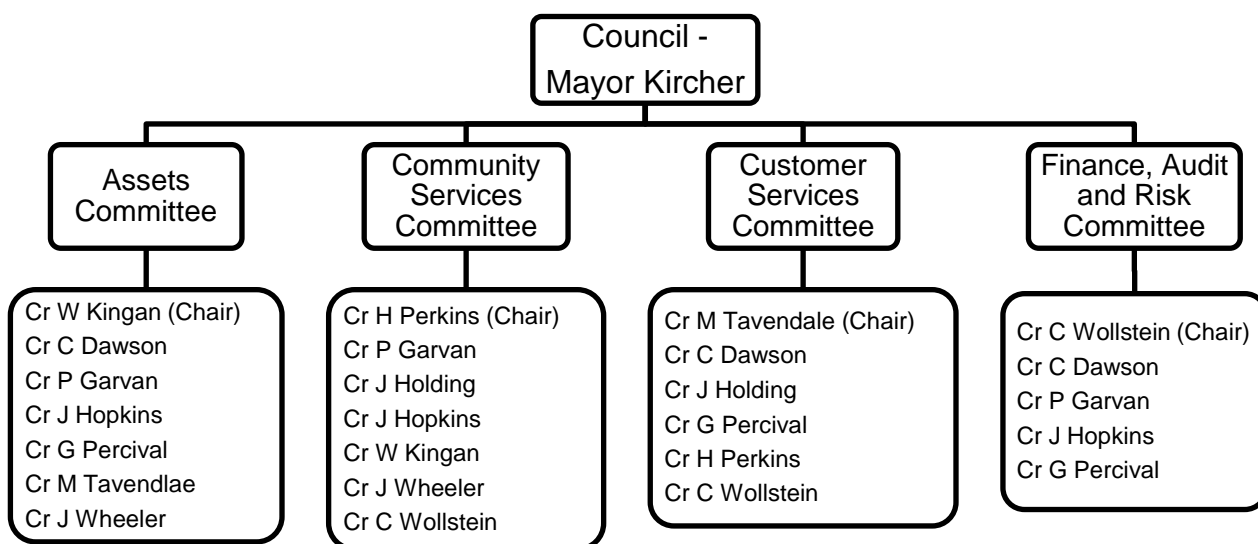 Council -
Mayor Kircher
Assets
Committee
Community
Services
Committee
Customer
Services
Committee
Finance, Audit
and Risk
Committee
Cr W Kingan (Chair)
Cr C Dawson
Cr P Garvan
Cr J Hopkins
Cr G Percival
Cr M Tavendlae
Cr J Wheeler
Cr H Perkins (Chair)
Cr P Garvan
Cr J Holding
Cr J Hopkins
Cr W Kingan
Cr J Wheeler
Cr C Wollstein
Cr M Tavendale (Chair)
Cr C Dawson
Cr J Holding
Cr G Percival
Cr H Perkins
Cr C Wollstein
Cr C Wollstein (Chair)
Cr C Dawson
Cr P Garvan
Cr J Hopkins
Cr G Percival